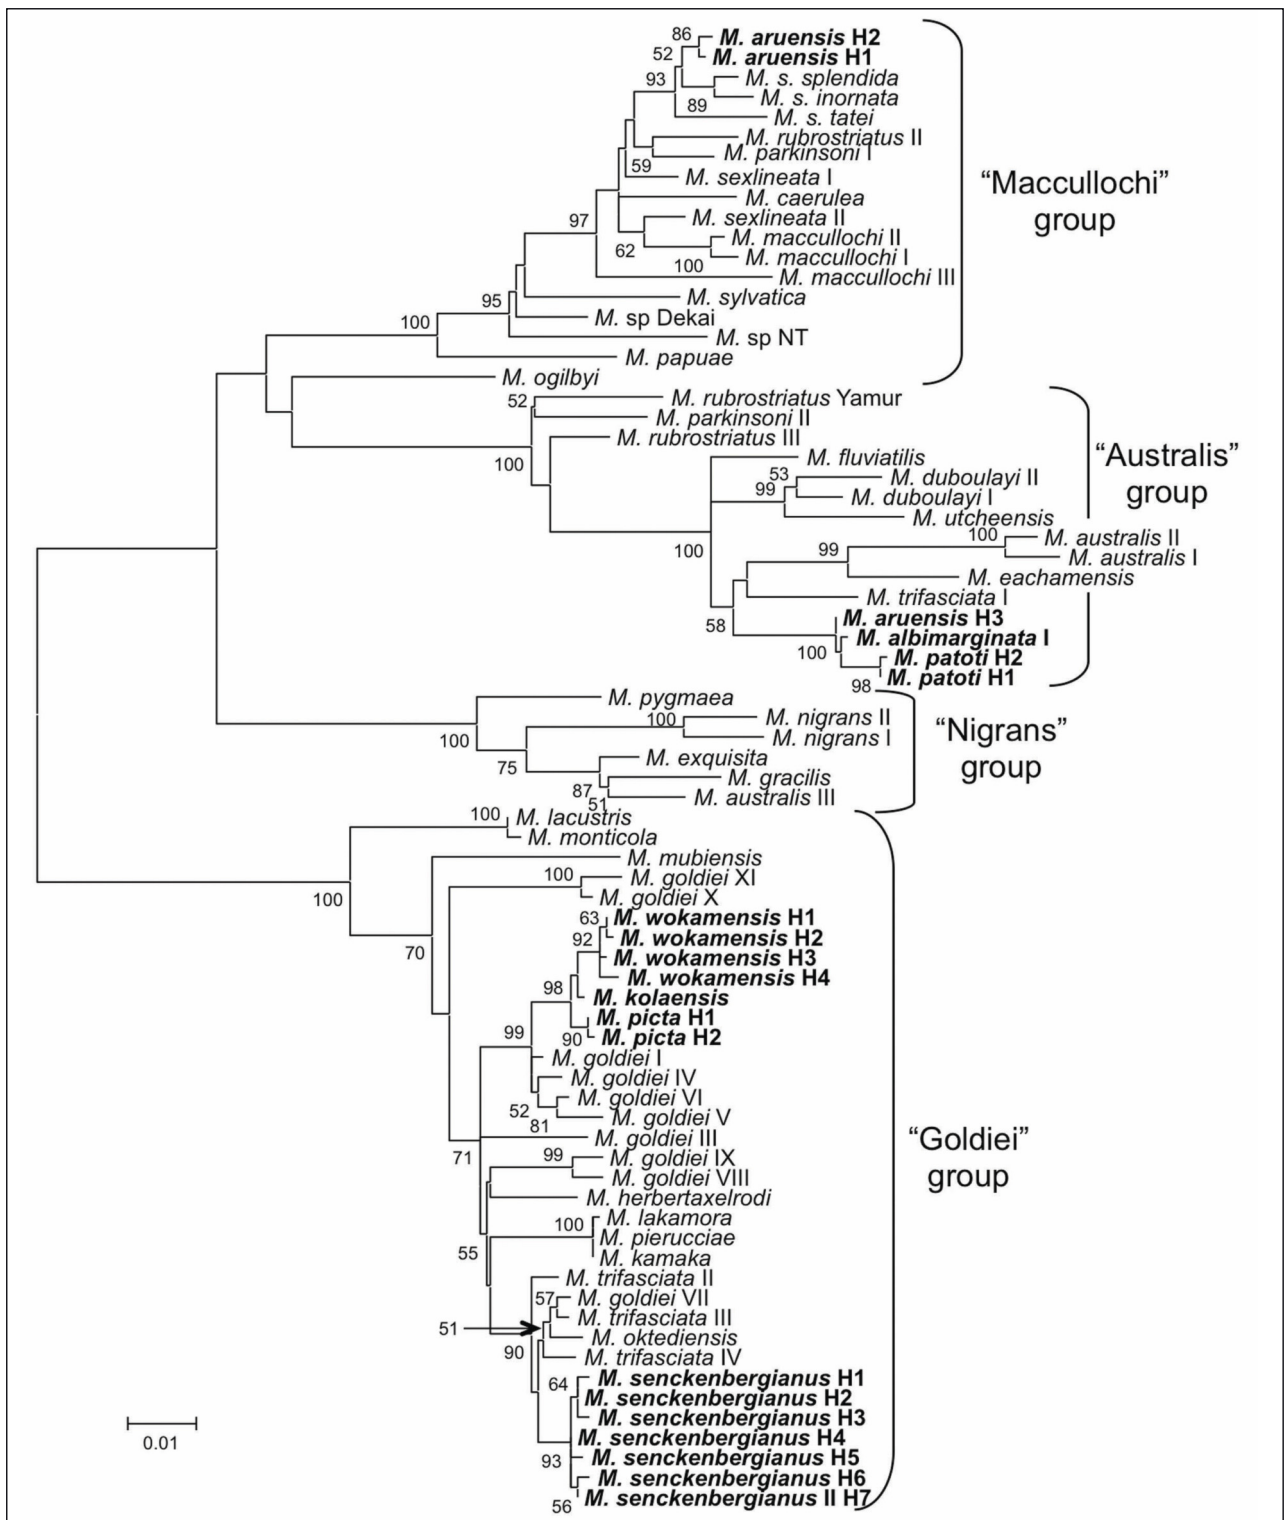 86
M. aruensis H2
52
M. aruensis H1
93
M. s. splendida
M. s. inornata
89
M. s. tatei
M. rubrostriatus II
M. parkinsoni I
59
M. sexlineata I
M. caerulea
97
M. sexlineata II
M. maccullochi II
62
M. maccullochi I
100
M. maccullochi III
M. sylvatica
95
M. sp Dekai
100
M. sp NT
M. papuae
“Maccullochi”
group
M. ogilbyi
52
M. rubrostriatus Yamur
M. parkinsoni II
M. rubrostriatus III
100
M. fluviatilis
53
M. duboulayi II
99
M. duboulayi I
M. utcheensis
100
M. australis II
100
99
M. australis I
M. eachamensis
M. trifasciata I
58
M. aruensis H3
M. albimarginata I
100
M. patoti H2
98
M. patoti H1
“Australis”
group
M. pygmaea
100
100
M. nigrans II
M. nigrans I
75
M. exquisita
87
M. gracilis
51
M. australis III
“Nigrans”
group
100
M. lacustris
M. monticola
M. mubiensis
100
100
M. goldiei XI
M. goldiei X
70
63
M. wokamensis H1
92
M. wokamensis H2
M. wokamensis H3
M. wokamensis H4
98
M. kolaensis
M. picta H1
99
90
M. picta H2
M. goldiei I
M. goldiei IV
M. goldiei VI
52
M. goldiei V
81
M. goldiei III
71
99
M. goldiei IX
M. goldiei VIII
M. herbertaxelrodi
100
M. lakamora
M. pierucciae
55
M. kamaka
M. trifasciata II
57
M. goldiei VII
M. trifasciata III
51
M. oktediensis
90
M. trifasciata IV
64
M. senckenbergianus H1
M. senckenbergianus H2
M. senckenbergianus H3
M. senckenbergianus H4
93
M. senckenbergianus H5
M. senckenbergianus H6
56
M. senckenbergianus II H7
“Goldiei”
group
0.01